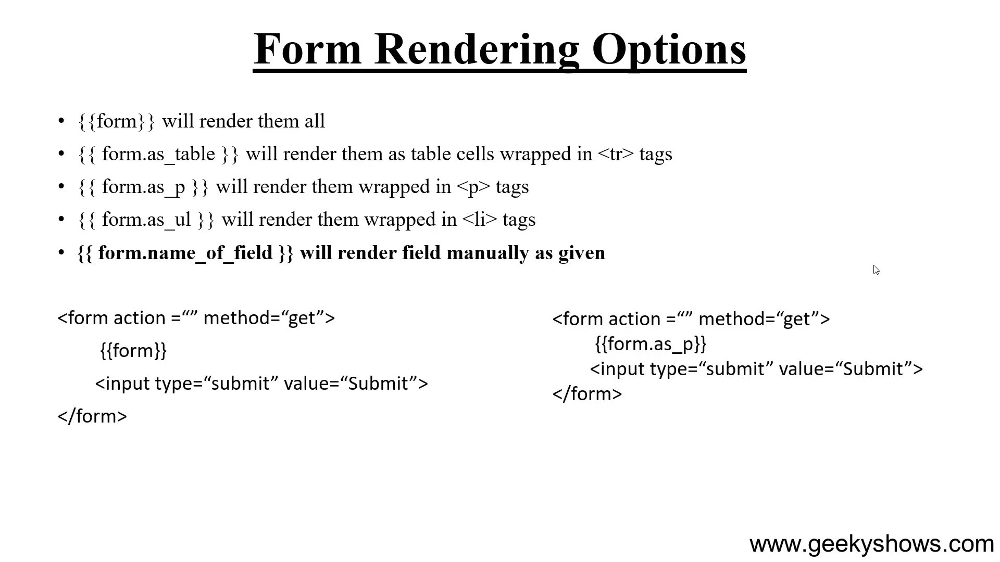 Form Rendering Options
• {{form}} will render them all
• {{ form.as_table }} will render them as table cells wrapped in <tr> tags
• {{ form.as_p }} will render them wrapped in <p> tags
• {{ form.as_ul }} will render them wrapped in <li> tags
• {{ form.name_of_field }} will render field manually as given
<form action =“” method=“get”>
{{form}}
<input type=“submit” value=“Submit”>
</form>
<form action =“” method=“get”>
{{form.as_p}}
<input type=“submit” value=“Submit”>
</form>
www.geekyshows.com